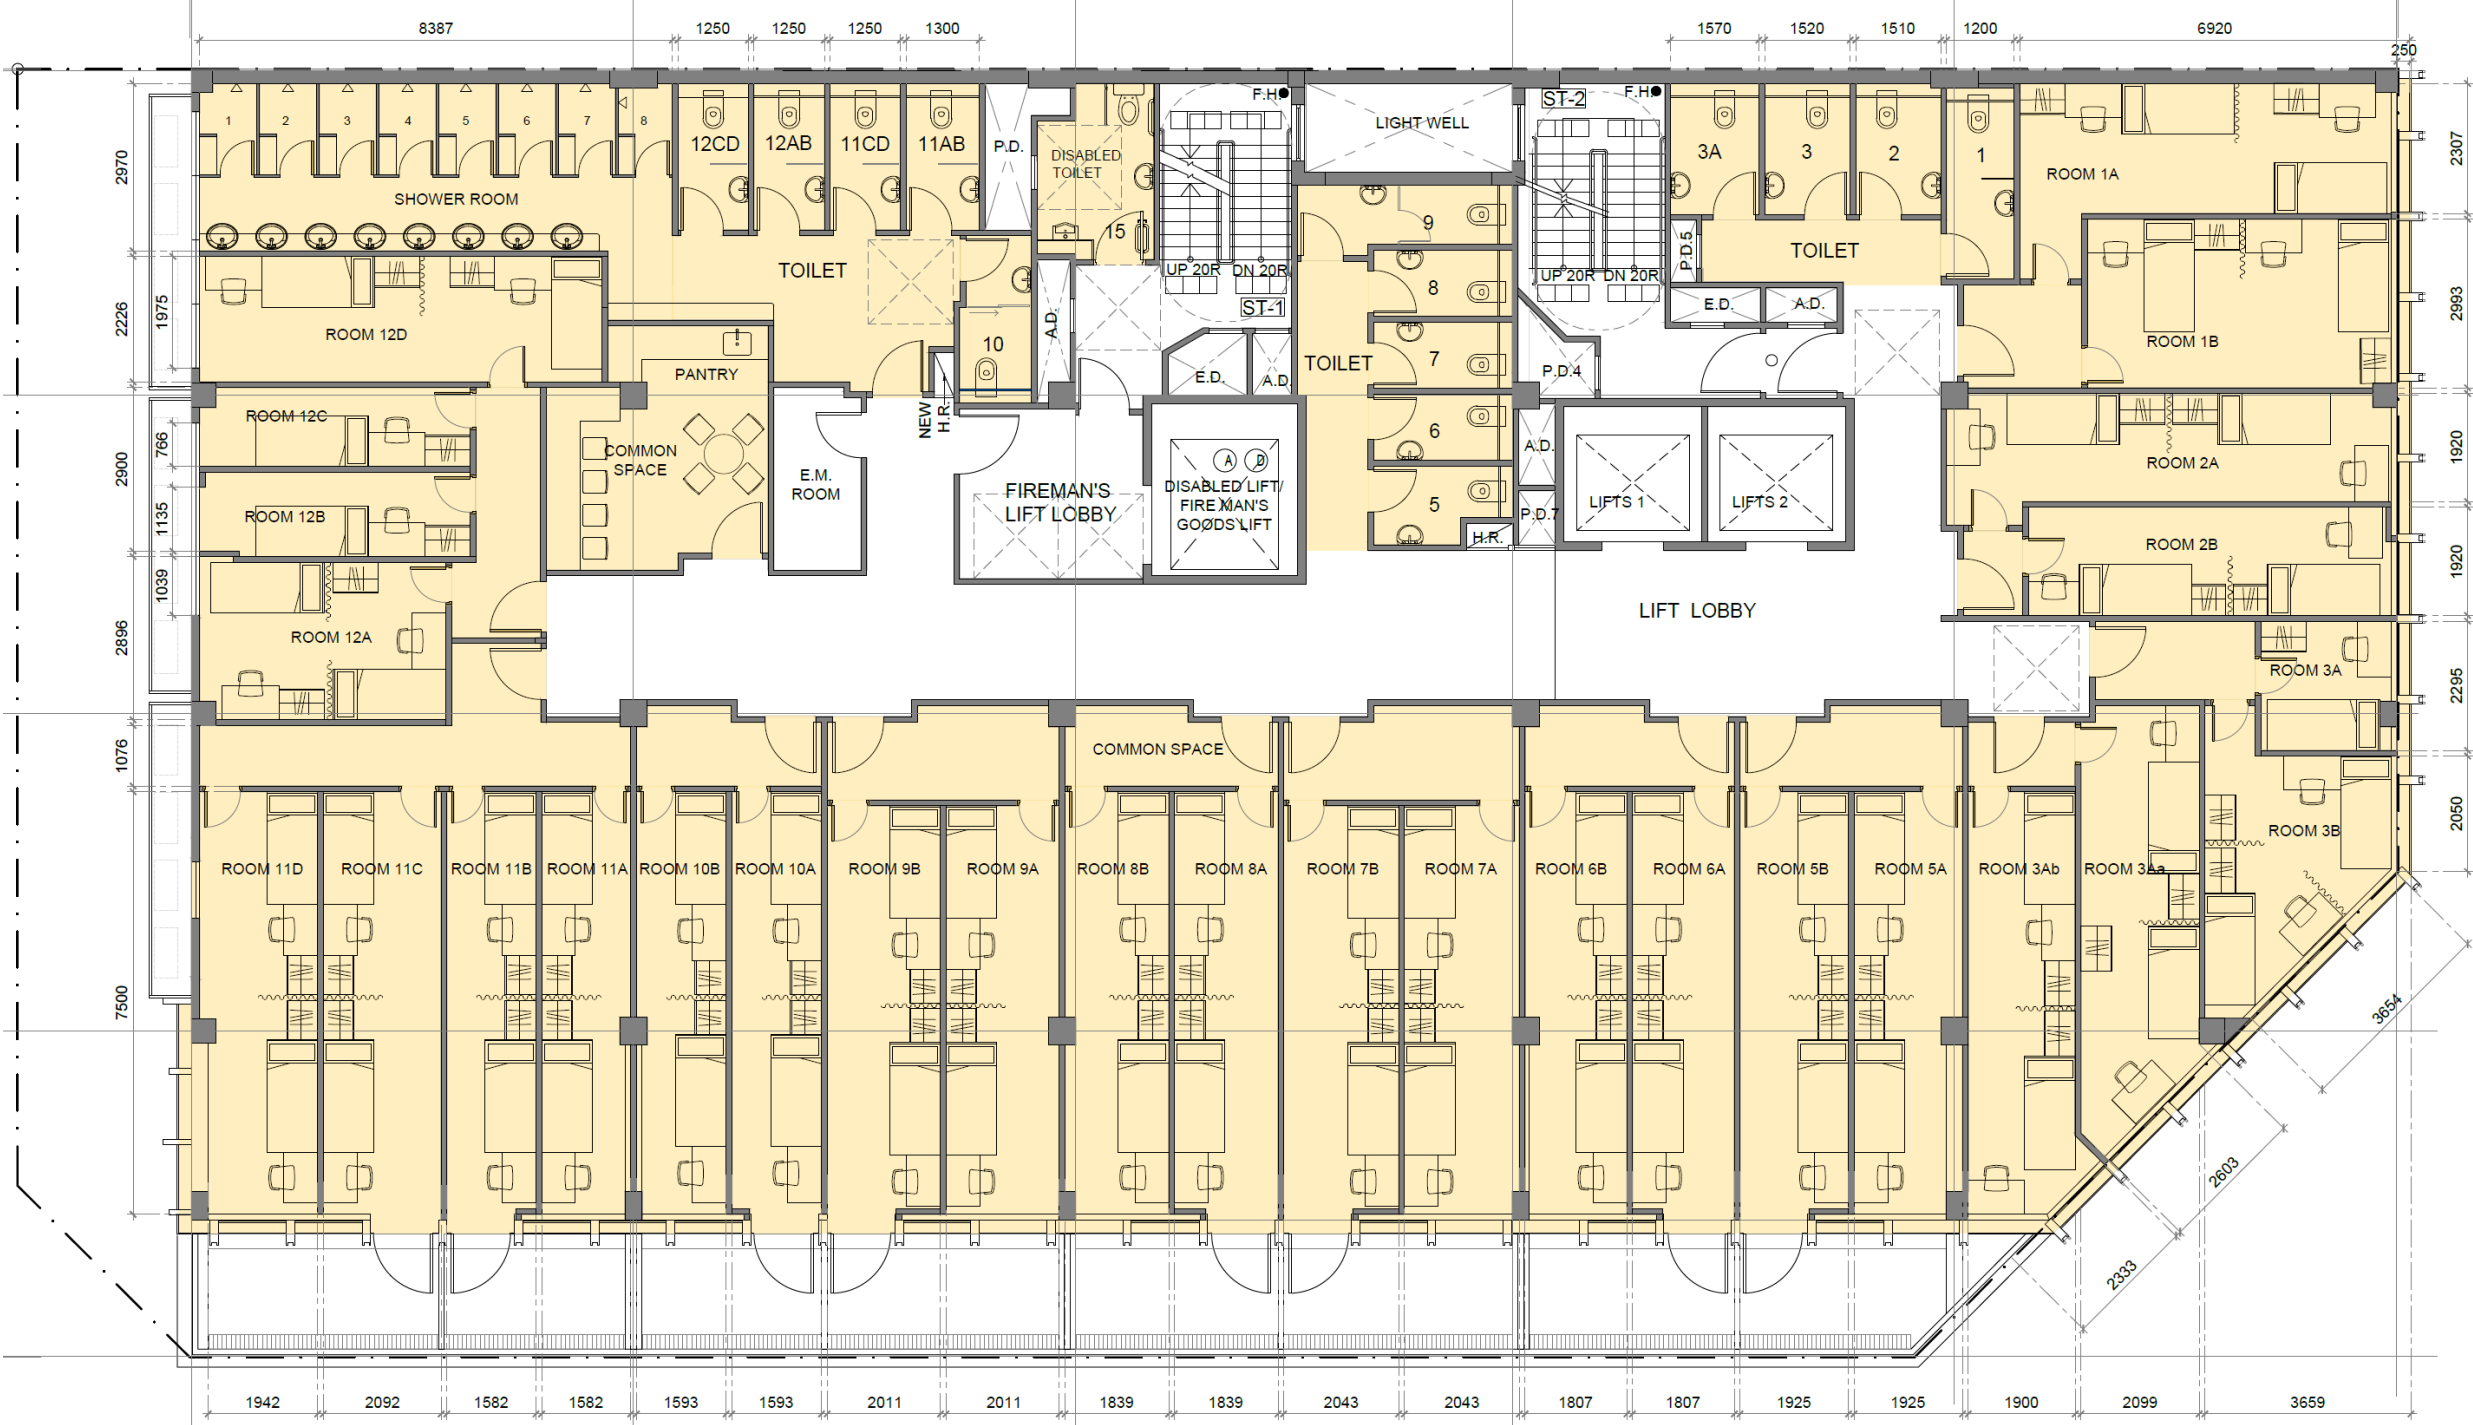 8387
1250
1250
1250
1300
1570
1520
1510
1200
6920
250
1
2
3
4
5
6
7
8
SHOWER ROOM
12CD
12AB
11CD
11AB
P.D.
DISABLED
TOILET
15
F.H.
UP 20R
DN 20R
ST-1
LIGHT WELL
ST-2
F.H.
UP 20R
DN 20R
3A
3
2
1
ROOM 1A
TOILET
P.D.5
E.D.
A.D.
ROOM 1B
2970
2226
1975
2900
766
1135
2896
1039
1076
7500
2307
2993
1920
1920
2295
2050
ROOM 12D
TOILET
10
A.D.
E.D.
A.D.
TOILET
9
8
7
6
5
P.D.4
A.D.
P.D.7
H.R.
PANTRY
COMMON
SPACE
E.M.
ROOM
NEW
H.R.
ROOM 12C
ROOM 12B
ROOM 12A
FIREMAN'S
LIFT LOBBY
A
D
DISABLED LIFT/
FIRE MAN'S
GOODS LIFT
LIFTS 1
LIFTS 2
ROOM 2A
ROOM 2B
LIFT LOBBY
ROOM 3A
COMMON SPACE
ROOM 3B
ROOM 11D
ROOM 11C
ROOM 11B
ROOM 11A
ROOM 10B
ROOM 10A
ROOM 9B
ROOM 9A
ROOM 8B
ROOM 8A
ROOM 7B
ROOM 7A
ROOM 6B
ROOM 6A
ROOM 5B
ROOM 5A
ROOM 3Ab
ROOM 3Aa
3654
2603
2333
1942
2092
1582
1582
1593
1593
2011
2011
1839
1839
2043
2043
1807
1807
1925
1925
1900
2099
3659